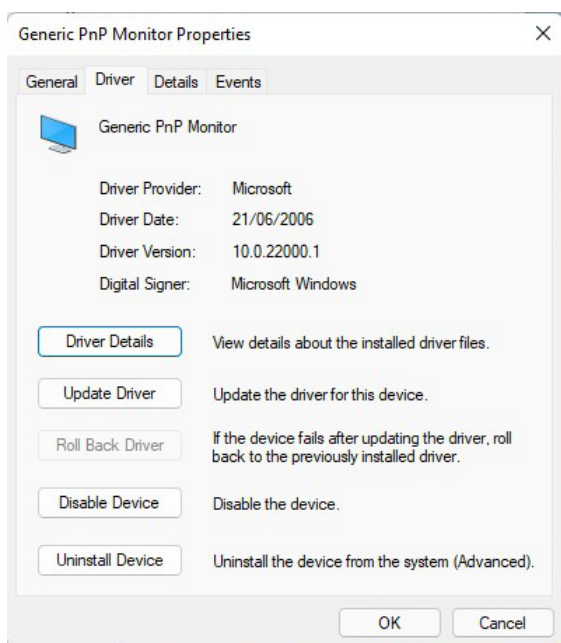 Generic PnP Monitor Properties
General Driver Details Events
Generic PnP Monitor
Driver Provider: Microsoft
Driver Date: 21/06/2006
Driver Version: 10.0.22000.1
Digital Signer: Microsoft Windows
Driver Details View details about the installed driver files.
Update Driver Update the driver for this device.
Roll Back Driver If the device fails after updating the driver, roll
back to the previously installed driver.
Disable Device Disable the device.
Uninstall Device Uninstall the device from the system (Advanced).
OK Cancel